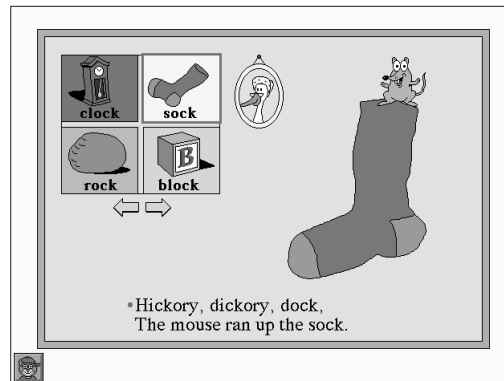 clock
sock
rock
block
B
Hickory, dickory, dock,
The mouse ran up the sock.